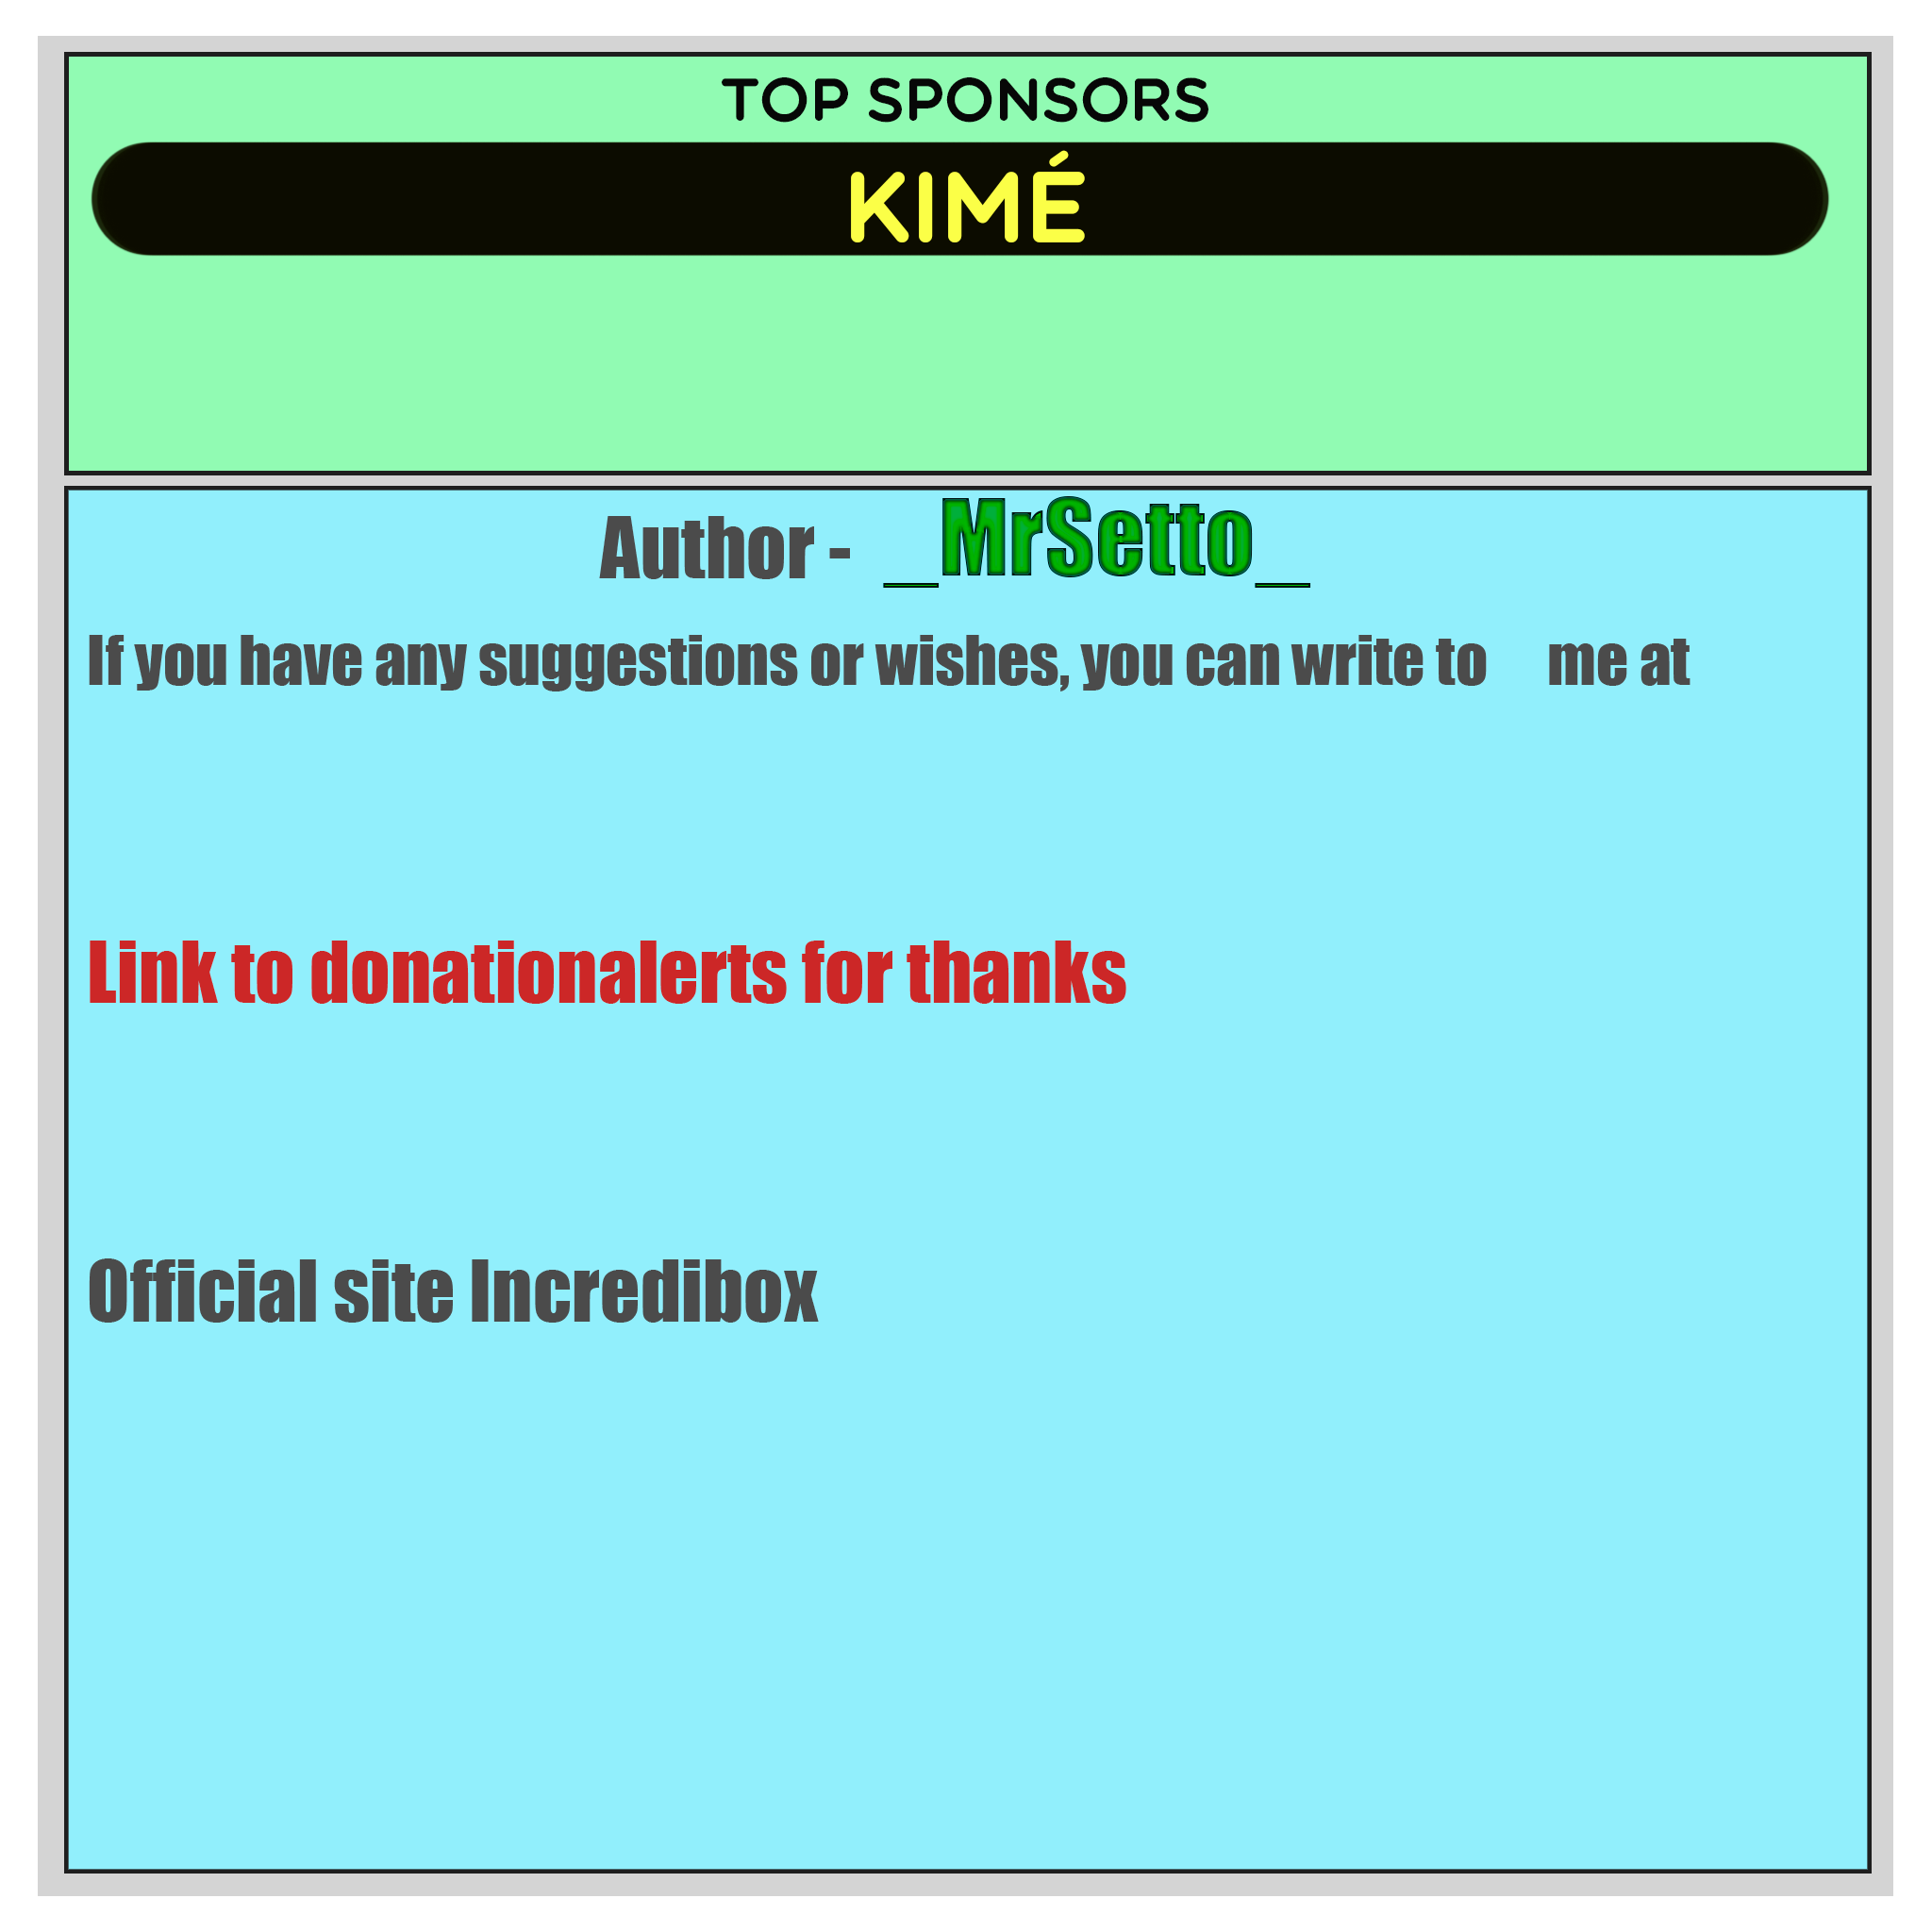 TOP SPONSORS
KIMÉ
Author - _MrSetto_
If you have any suggestions or wishes, you can write to me at
Link to donationalerts for thanks
Official site Incredibox